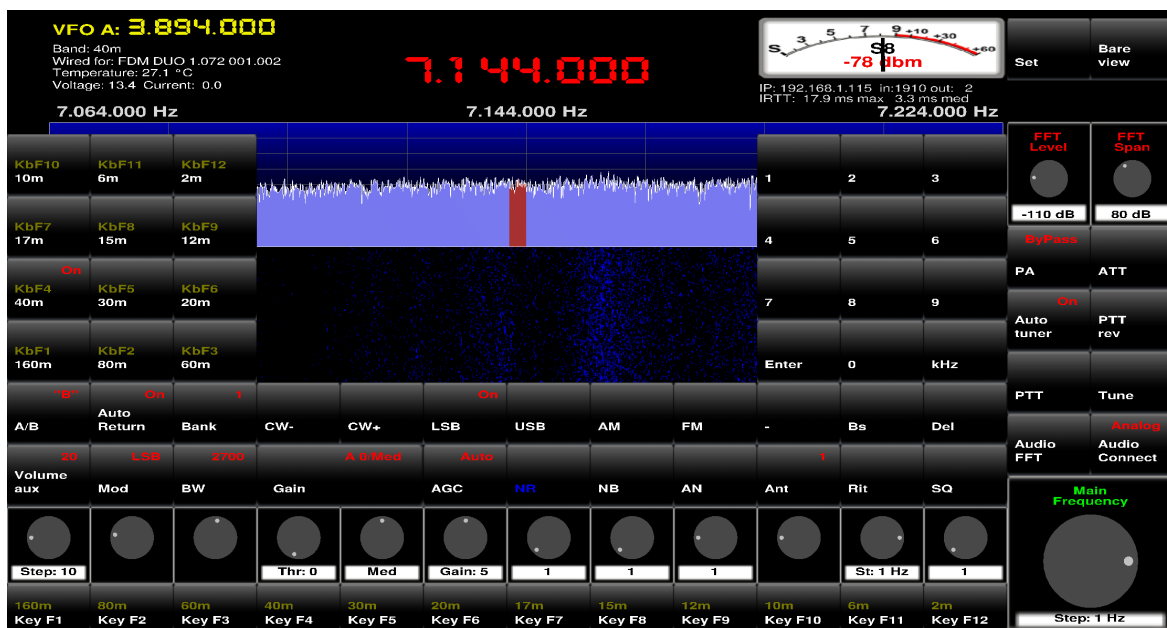 VFO A: 3.894.000
Band: 40m
Wired for: FDM DUO 1.072 001.002
Temperature: 27.1 °C
Voltage: 13.4 Current: 0.0
7.144.000
S 3 5 7 9 +10 +30 +60
S8
-78 dbm
IP: 192.168.1.115 in:1910 out: 2
IRTT: 17.9 ms max 3.3 ms med
Set
Bare
view
7.064.000 Hz 7.144.000 Hz 7.224.000 Hz
KbF10 KbF11 KbF12
10m 6m 2m
1 2 3
KbF7 KbF8 KbF9
17m 15m 12m
4 5 6
On
KbF4 KbF5 KbF6
40m 30m 20m
7 8 9
KbF1 KbF2 KbF3
160m 80m 60m
Enter 0 kHz
FFT
Level
FFT
Span
-110 dB 80 dB
ByPass
PA ATT
On
Auto
tuner
PTT
rev
PTT Tune
Analog
Audio
FFT
Audio
Connect
"B" On 1 On
A/B
Auto
Return
Bank CW- CW+ LSB USB AM FM - Bs Del
20 LSB 2700 A 0/Med Auto 1
Volume
aux
Mod BW Gain AGC NR NB AN Ant Rit SQ
Step: 10 Thr: 0 Med Gain: 5 1 1 1 St: 1 Hz 1
160m 80m 60m 40m 30m 20m 17m 15m 12m 10m 6m 2m
Key F1 Key F2 Key F3 Key F4 Key F5 Key F6 Key F7 Key F8 Key F9 Key F10 Key F11 Key F12
Main
Frequency
Step: 1 Hz